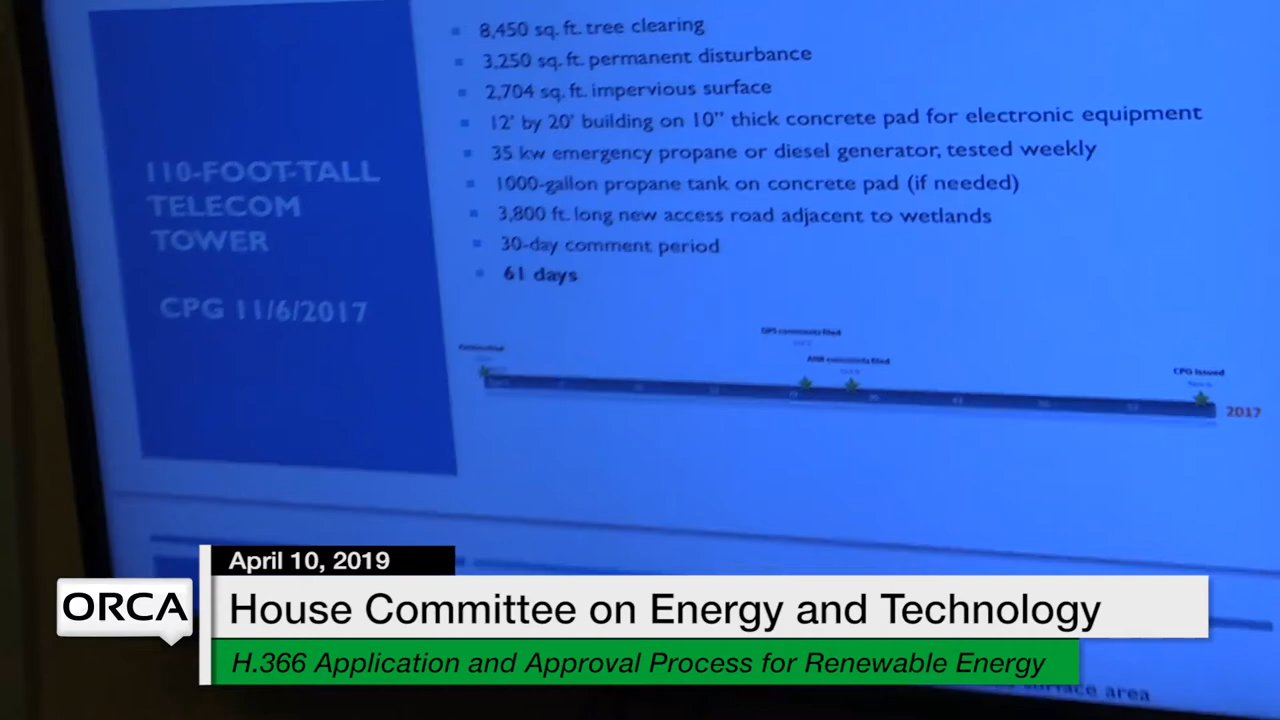 8,450 sq. ft. tree clearing
3,250 sq. ft. permanent disturbance
2,704 sq. ft. impervious surface
12' by 20' building on 10" thick concrete pad for electronic equipment
35 kw emergency propane or diesel generator, tested weekly
1000-gallon propane tank on concrete pad (if needed)
3,800 ft. long new access road adjacent to wetlands
30-day comment period
61 days
110-FOOT-TALL
TELECOM
TOWER
CPG 11/6/2017
CPG Issued
2017
April 10, 2019
ORCA
House Committee on Energy and Technology
H.366 Application and Approval Process for Renewable Energy
surface area